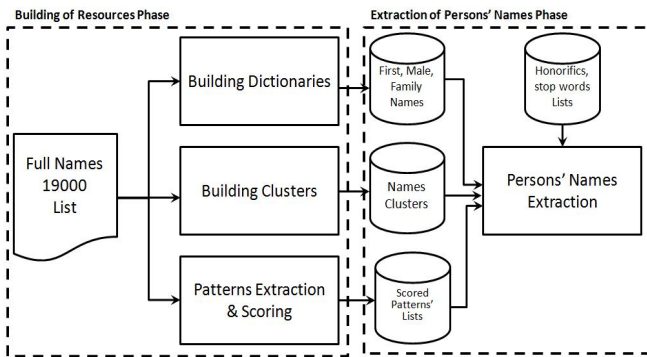 Building of Resources Phase
Extraction of Persons' Names Phase
Full Names
19000
List
Building Dictionaries
Building Clusters
Patterns Extraction
& Scoring
First, Male,
Family
Names
Names
Clusters
Scored
Patterns'
Lists
Honorifics,
stop words
Lists
Persons' Names
Extraction